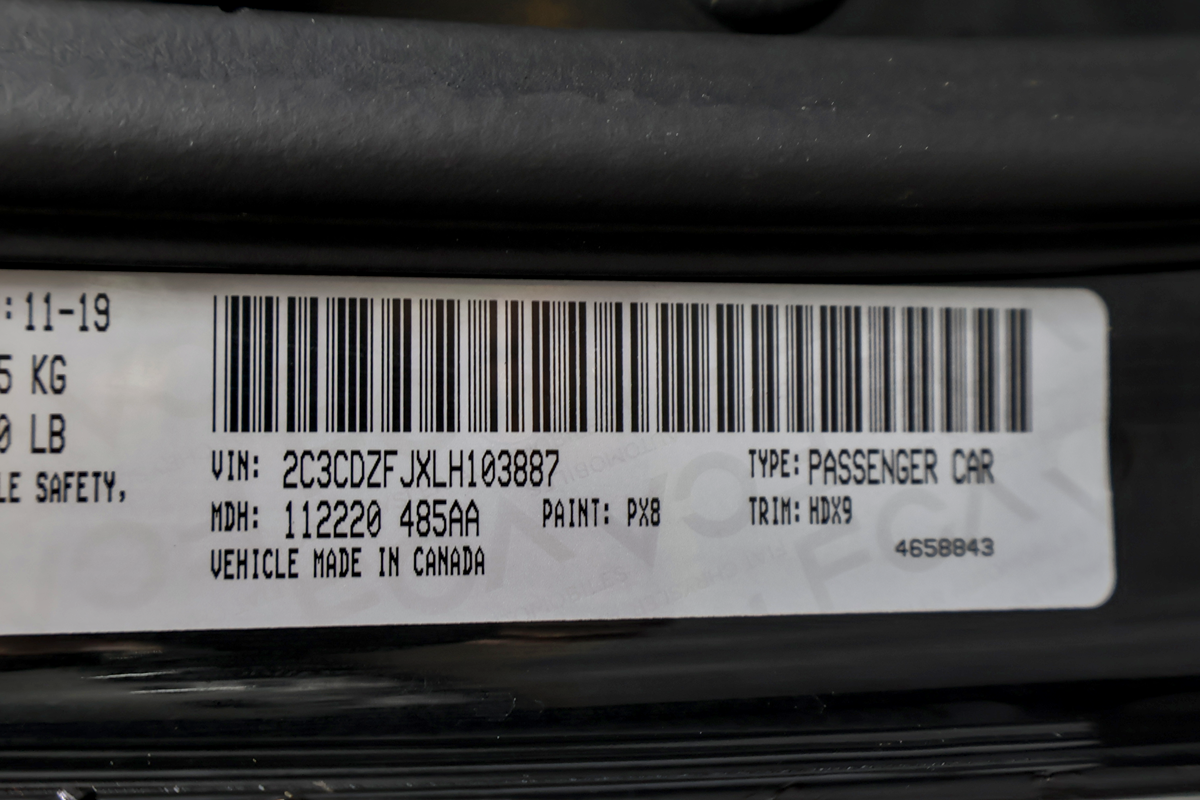 : 11-19
5 KG
0 LB
LE SAFETY,
VIN: 2C3CDZFJXLH103887 TYPE: PASSENGER CAR
MDH: 112220 485AA PAINT: PX8 TRIM: HDX9
VEHICLE MADE IN CANADA
4658843